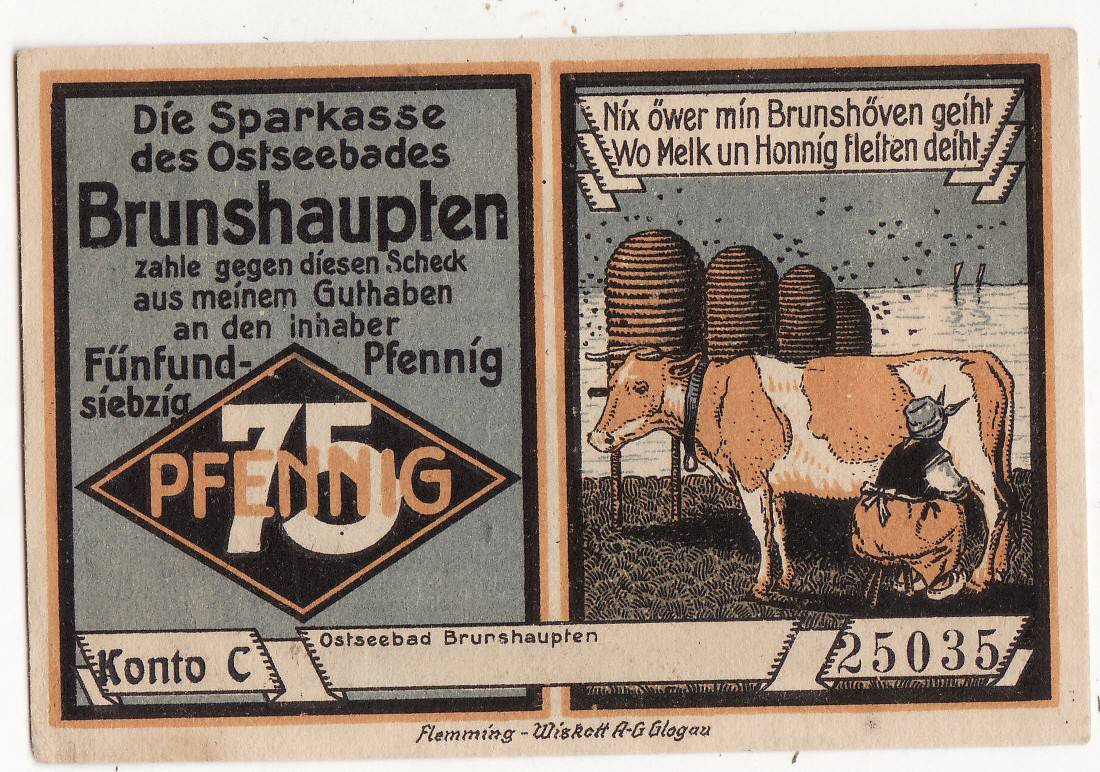 Die Sparkasse
des Ostseebades
Brunshaupten
zahle gegen diesen Scheck
aus meinem Guthaben
an den inhaber
Fünfund- Pfennig
siebzig
75
PFENNIG
Konto C
Nix öwer min Brunshöven geiht
Wo Melk un Honnig fleiten deiht
Ostseebad Brunshaupten
25035
Flemming - Wiskott A-G Glogau